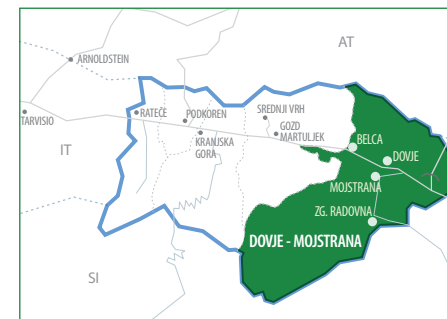 AT
ARNOLDSTEIN
TARVISIO
RATEČE
PODKOREN
SREDNJI VRH
KRANJSKA
GORA
GOZD
MARTULJEK
BELCA
DOVJE
IT
MOJSTRANA
ZG. RADOVNA
DOVJE - MOJSTRANA
SI